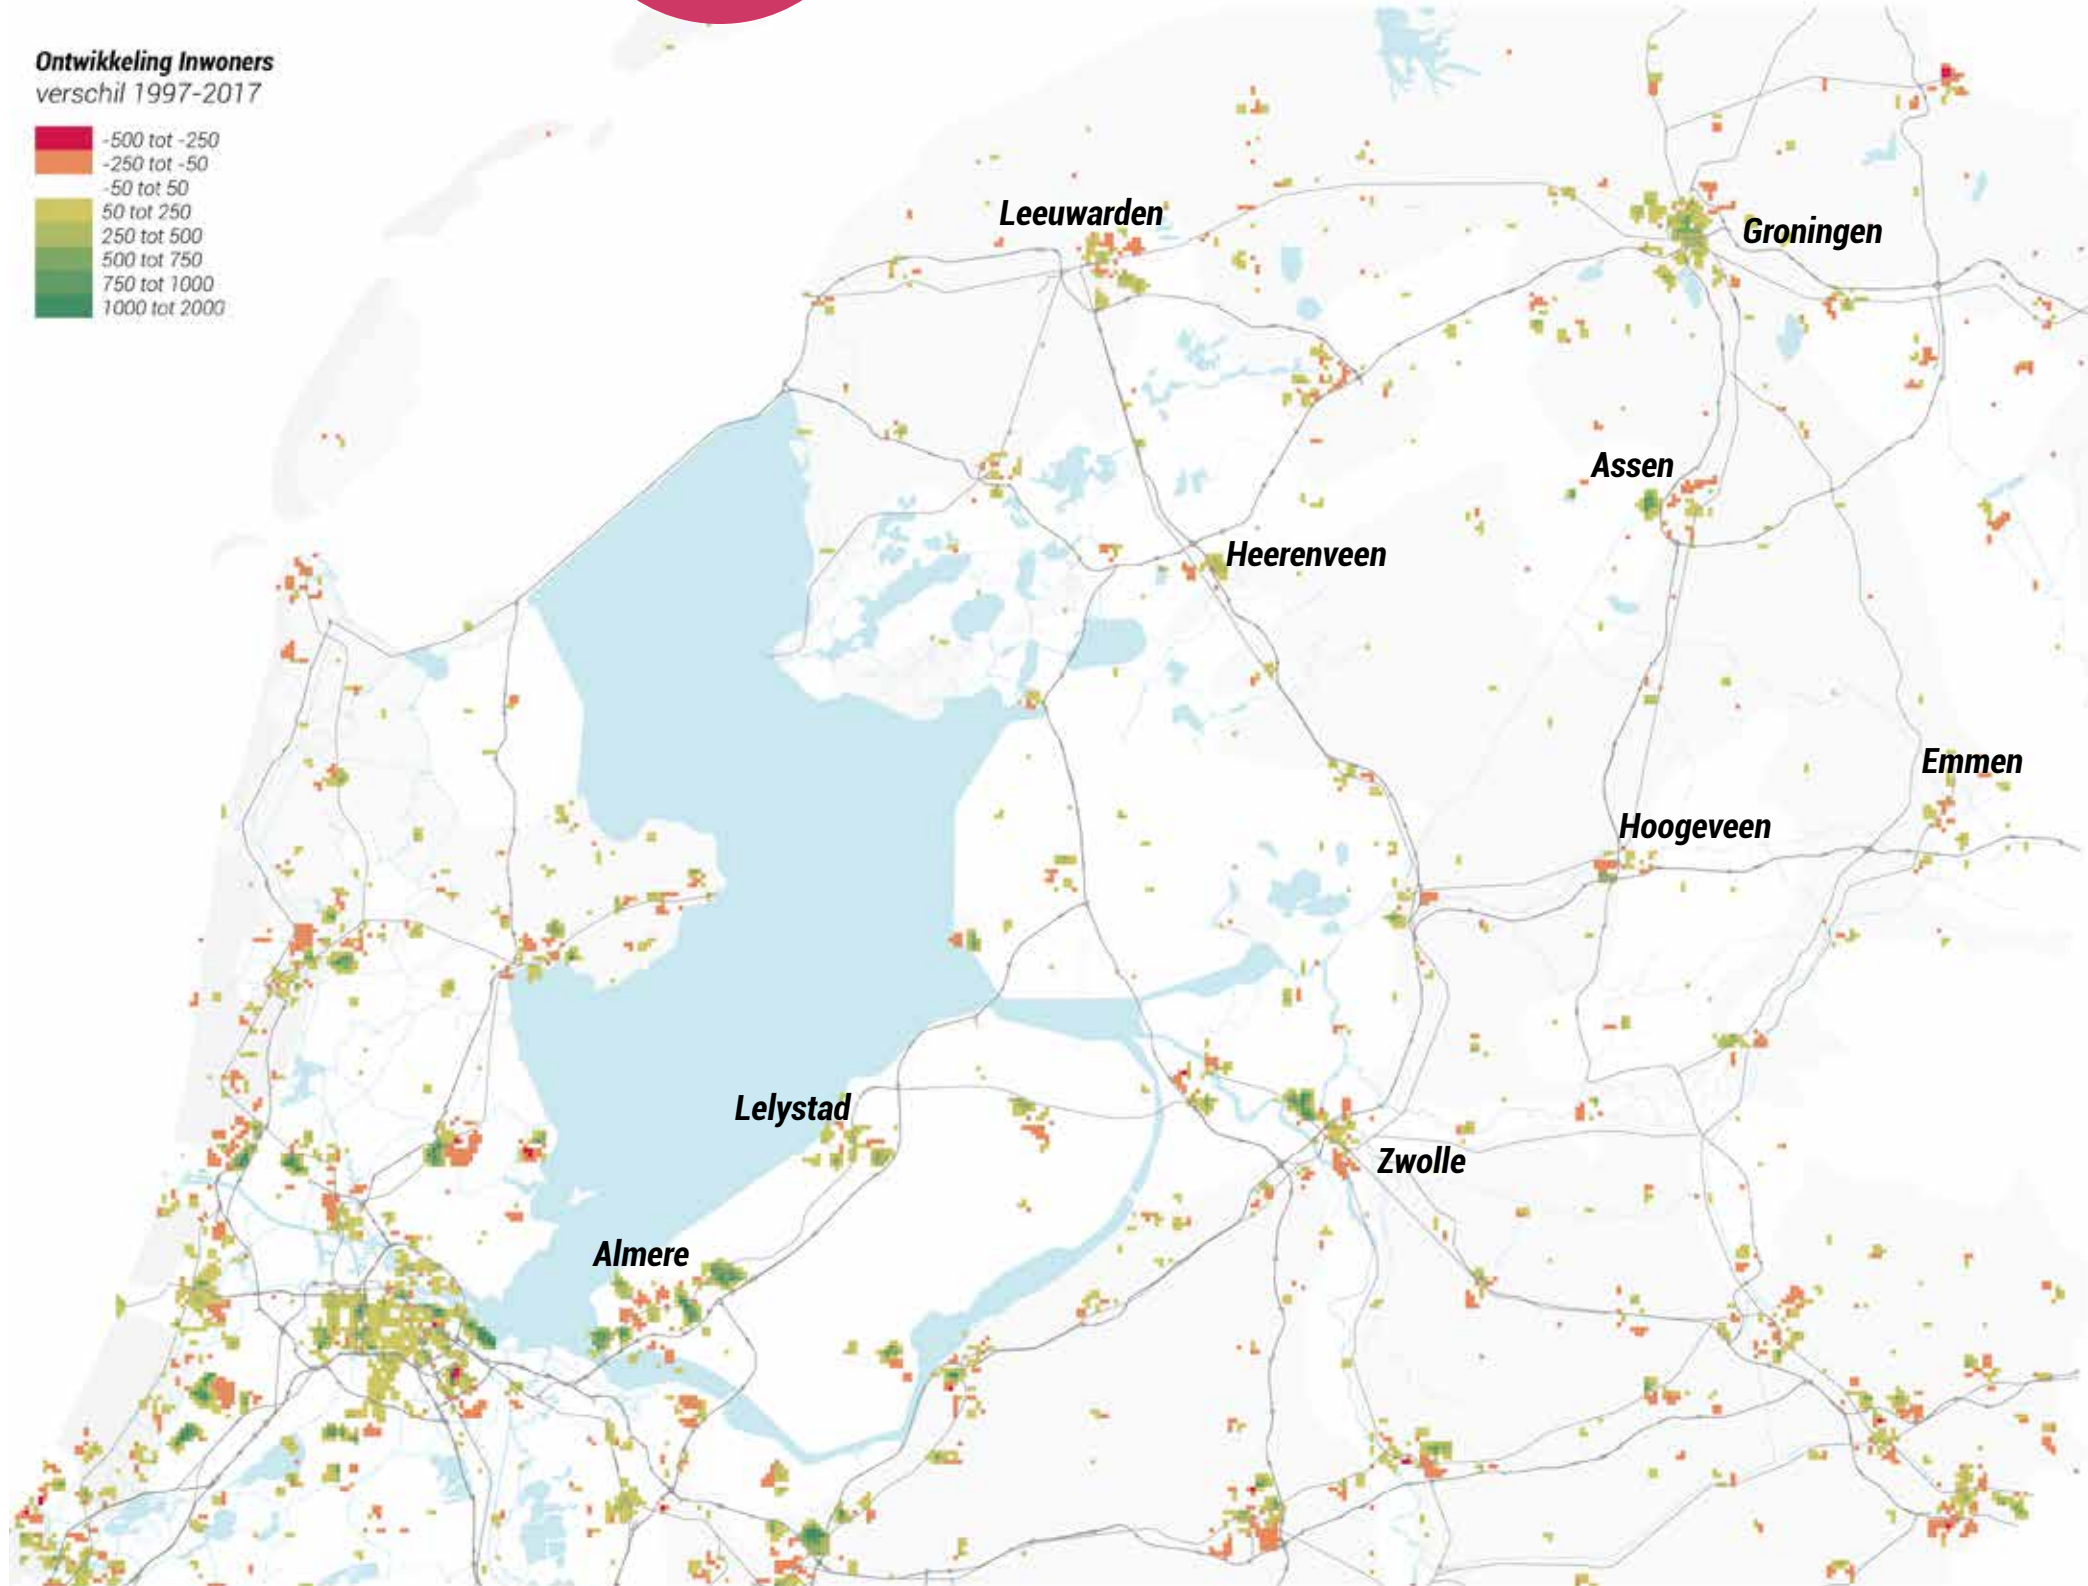 Ontwikkeling Inwoners
verschil 1997-2017
-500 tot -250
-250 tot -50
-50 tot 50
50 tot 250
250 tot 500
500 tot 750
750 tot 1000
1000 tot 2000
Leeuwarden
Groningen
Assen
Heerenveen
Emmen
Hoogeveen
Lelystad
Zwolle
Almere